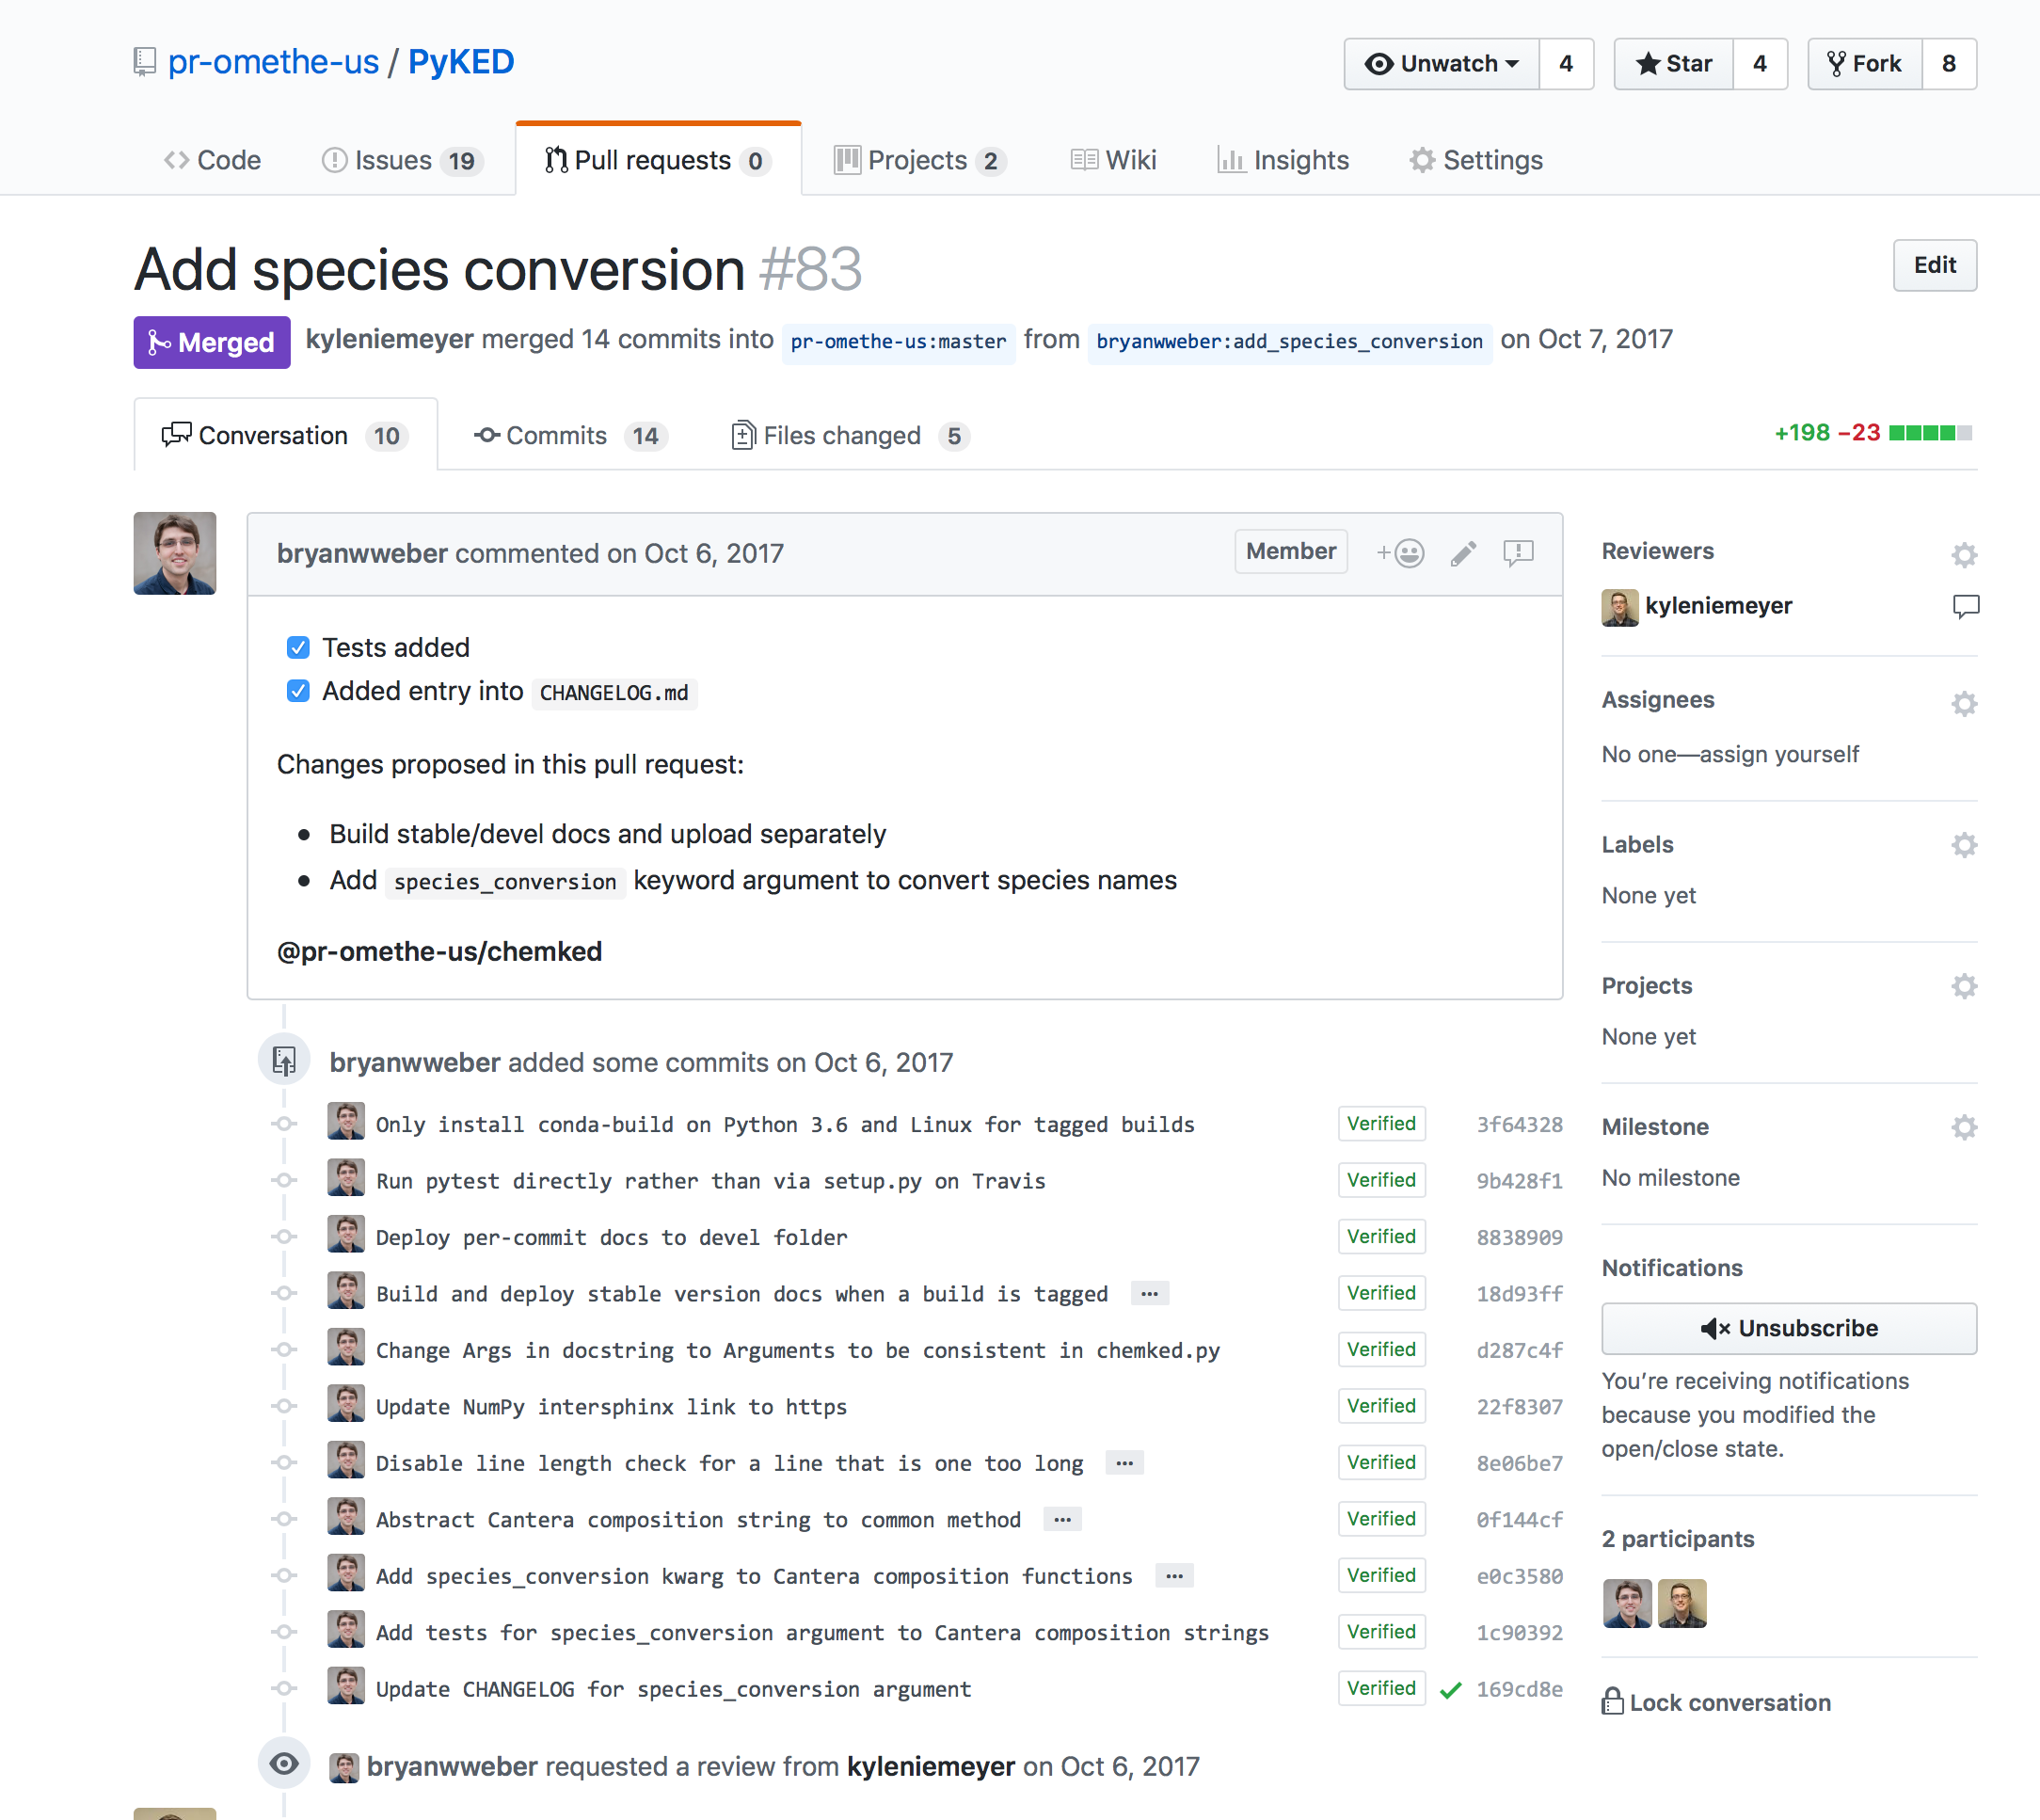 pr-omethe-us / PyKED
Unwatch 4 Star 4 Fork 8
Code Issues 19 Pull requests 0 Projects 2 Wiki Insights Settings
Add species conversion #83
Edit
Merged kyleniemeyer merged 14 commits into pr-omethe-us:master from bryanwweber:add_species_conversion on Oct 7, 2017
Conversation 10 Commits 14 Files changed 5 +198 −23
bryanwweber commented on Oct 6, 2017 Member
Tests added
Added entry into CHANGELOG.md
Changes proposed in this pull request:
• Build stable/devel docs and upload separately
• Add species_conversion keyword argument to convert species names
@pr-omethe-us/chemked
bryanwweber added some commits on Oct 6, 2017
Only install conda-build on Python 3.6 and Linux for tagged builds Verified 3f64328
Run pytest directly rather than via setup.py on Travis Verified 9b428f1
Deploy per-commit docs to devel folder Verified 8838909
Build and deploy stable version docs when a build is tagged … Verified 18d93ff
Change Args in docstring to Arguments to be consistent in chemked.py Verified d287c4f
Update NumPy intersphinx link to https Verified 22f8307
Disable line length check for a line that is one too long … Verified 8e06be7
Abstract Cantera composition string to common method … Verified 0f144cf
Add species_conversion kwarg to Cantera composition functions … Verified e0c3580
Add tests for species_conversion argument to Cantera composition strings Verified 1c90392
Update CHANGELOG for species_conversion argument Verified 169cd8e
bryanwweber requested a review from kyleniemeyer on Oct 6, 2017
Reviewers
kyleniemeyer
Assignees
No one—assign yourself
Labels
None yet
Projects
None yet
Milestone
No milestone
Notifications
Unsubscribe
You’re receiving notifications
because you modified the
open/close state.
2 participants
Lock conversation